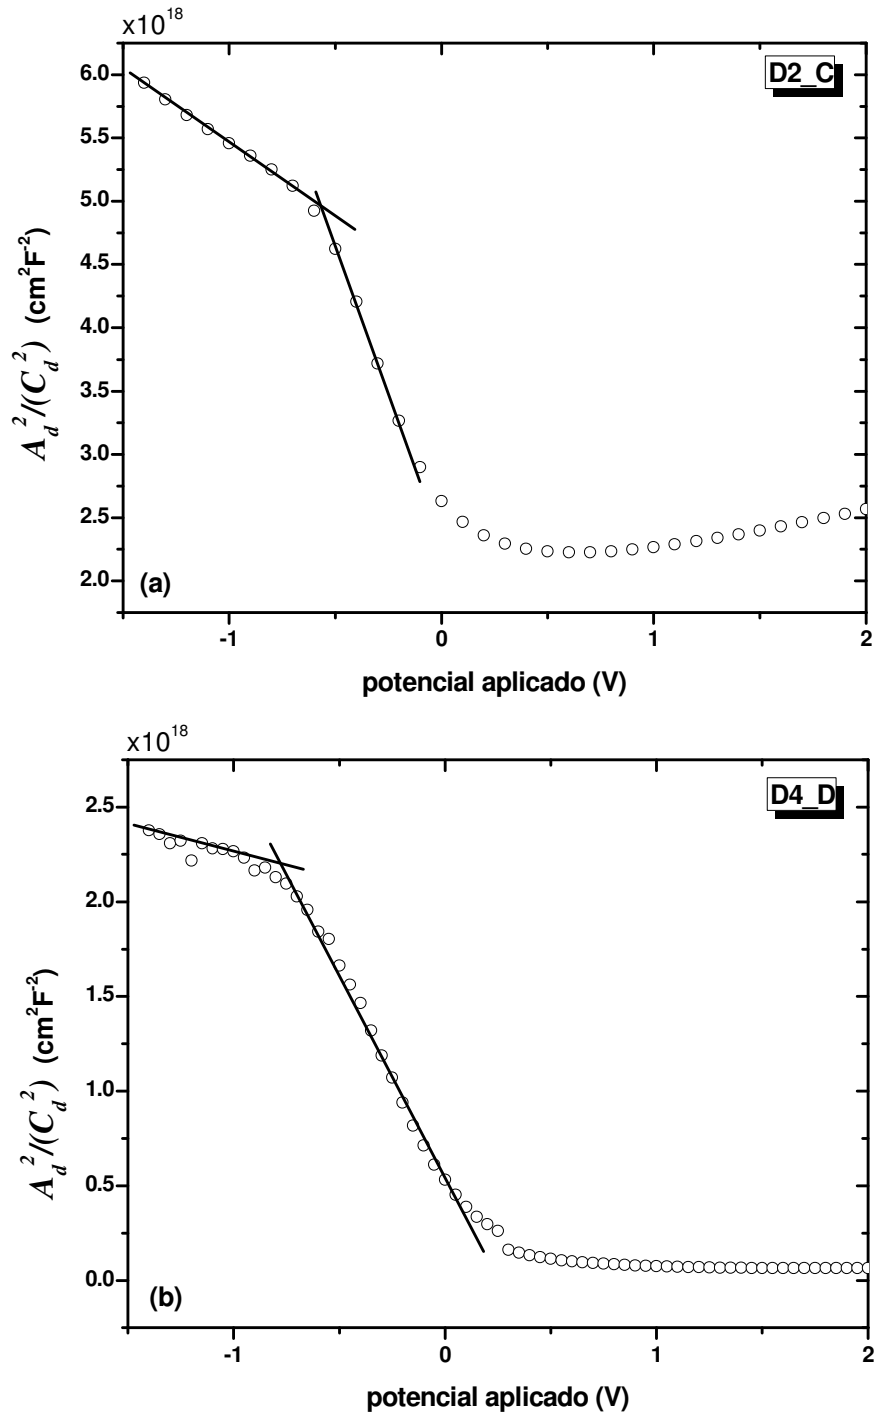 x10^18
D2_C
6.0
5.5
5.0
4.5
4.0
3.5
3.0
2.5
2.0
A_d^2/(C_d^2) (cm^2F^-2)
(a)
-1 0 1 2
potencial aplicado (V)
x10^18
D4_D
2.5
2.0
1.5
1.0
0.5
0.0
A_d^2/(C_d^2) (cm^2F^-2)
(b)
-1 0 1 2
potencial aplicado (V)